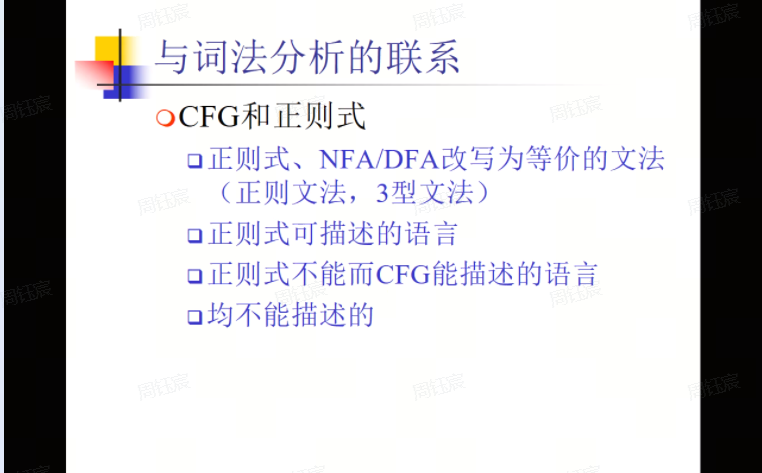 与词法分析的联系
CFG和正则式
正则式、NFA/DFA改写为等价的文法
（正则文法，3型文法）
正则式可描述的语言
正则式不能而CFG能描述的语言
均不能描述的
周钰宸